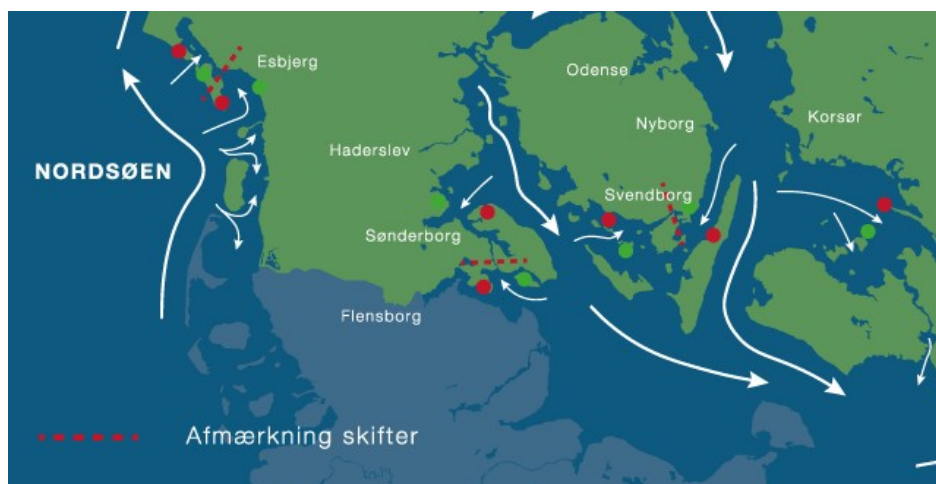 Esbjerg
Odense
Nyborg
Korsør
Haderslev
NORDSØEN
Svendborg
Sønderborg
Flensborg
Afmærkning skifter